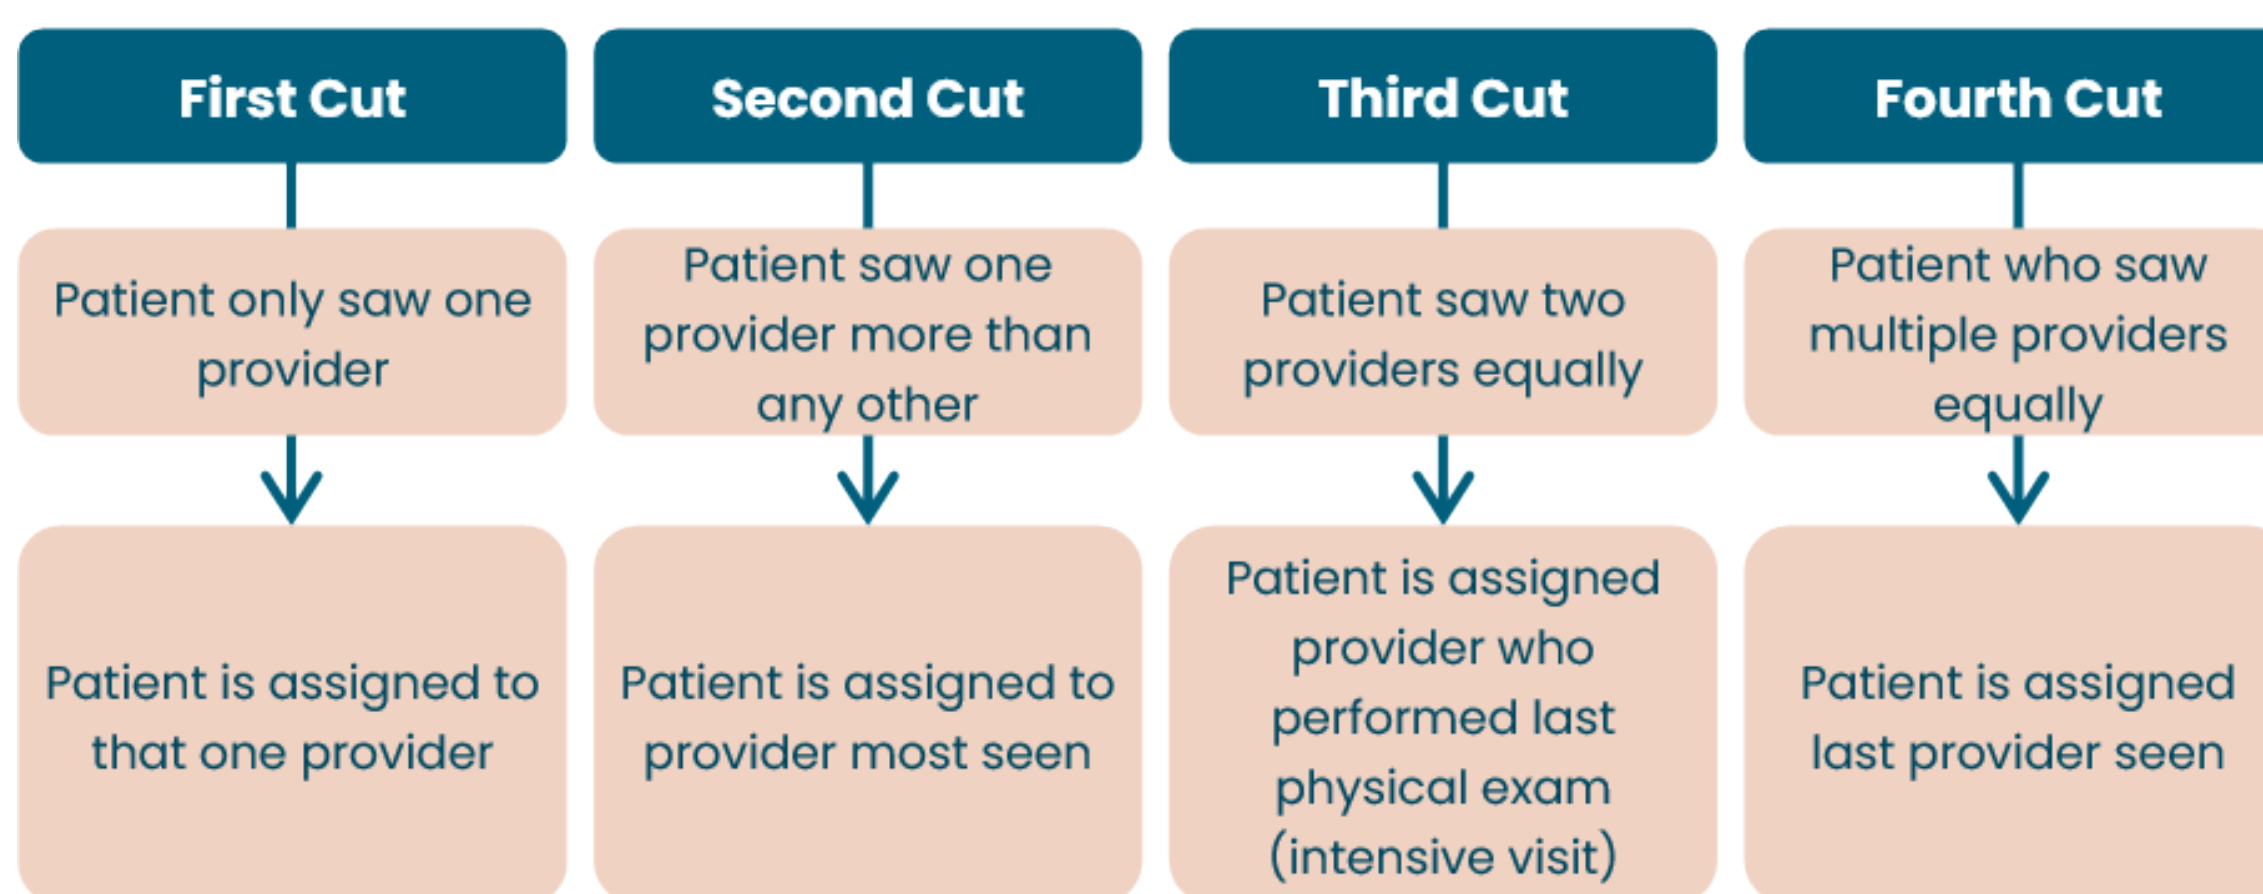 First Cut
Second Cut
Third Cut
Fourth Cut
Patient only saw one
provider
Patient saw one
provider more than
any other
Patient saw two
providers equally
Patient who saw
multiple providers
equally
Patient is assigned to
that one provider
Patient is assigned to
provider most seen
Patient is assigned
provider who
performed last
physical exam
(intensive visit)
Patient is assigned
last provider seen